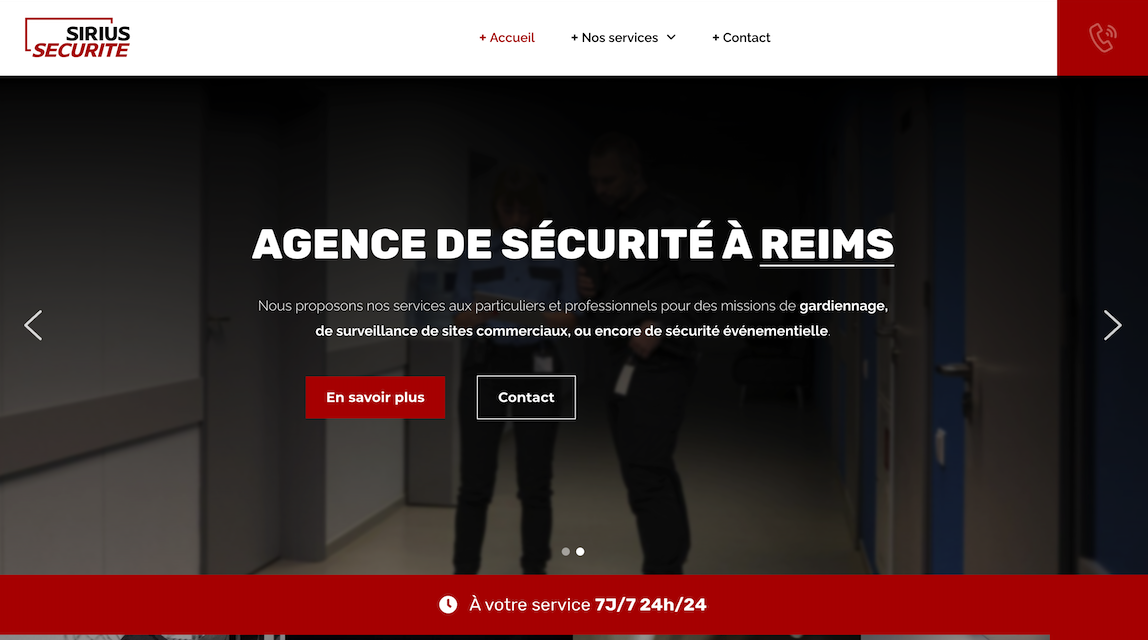 SIRIUS
SECURITE
+ Accueil
+ Nos services
+ Contact
AGENCE DE SÉCURITÉ À REIMS
Nous proposons nos services aux particuliers et professionnels pour des missions de gardiennage,
de surveillance de sites commerciaux, ou encore de sécurité événementielle.
En savoir plus
Contact
À votre service 7J/7 24h/24